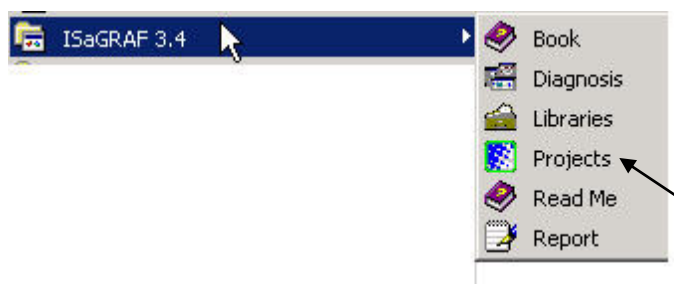 ISaGRAF 3.4
Book
Diagnosis
Libraries
Projects
Read Me
Report